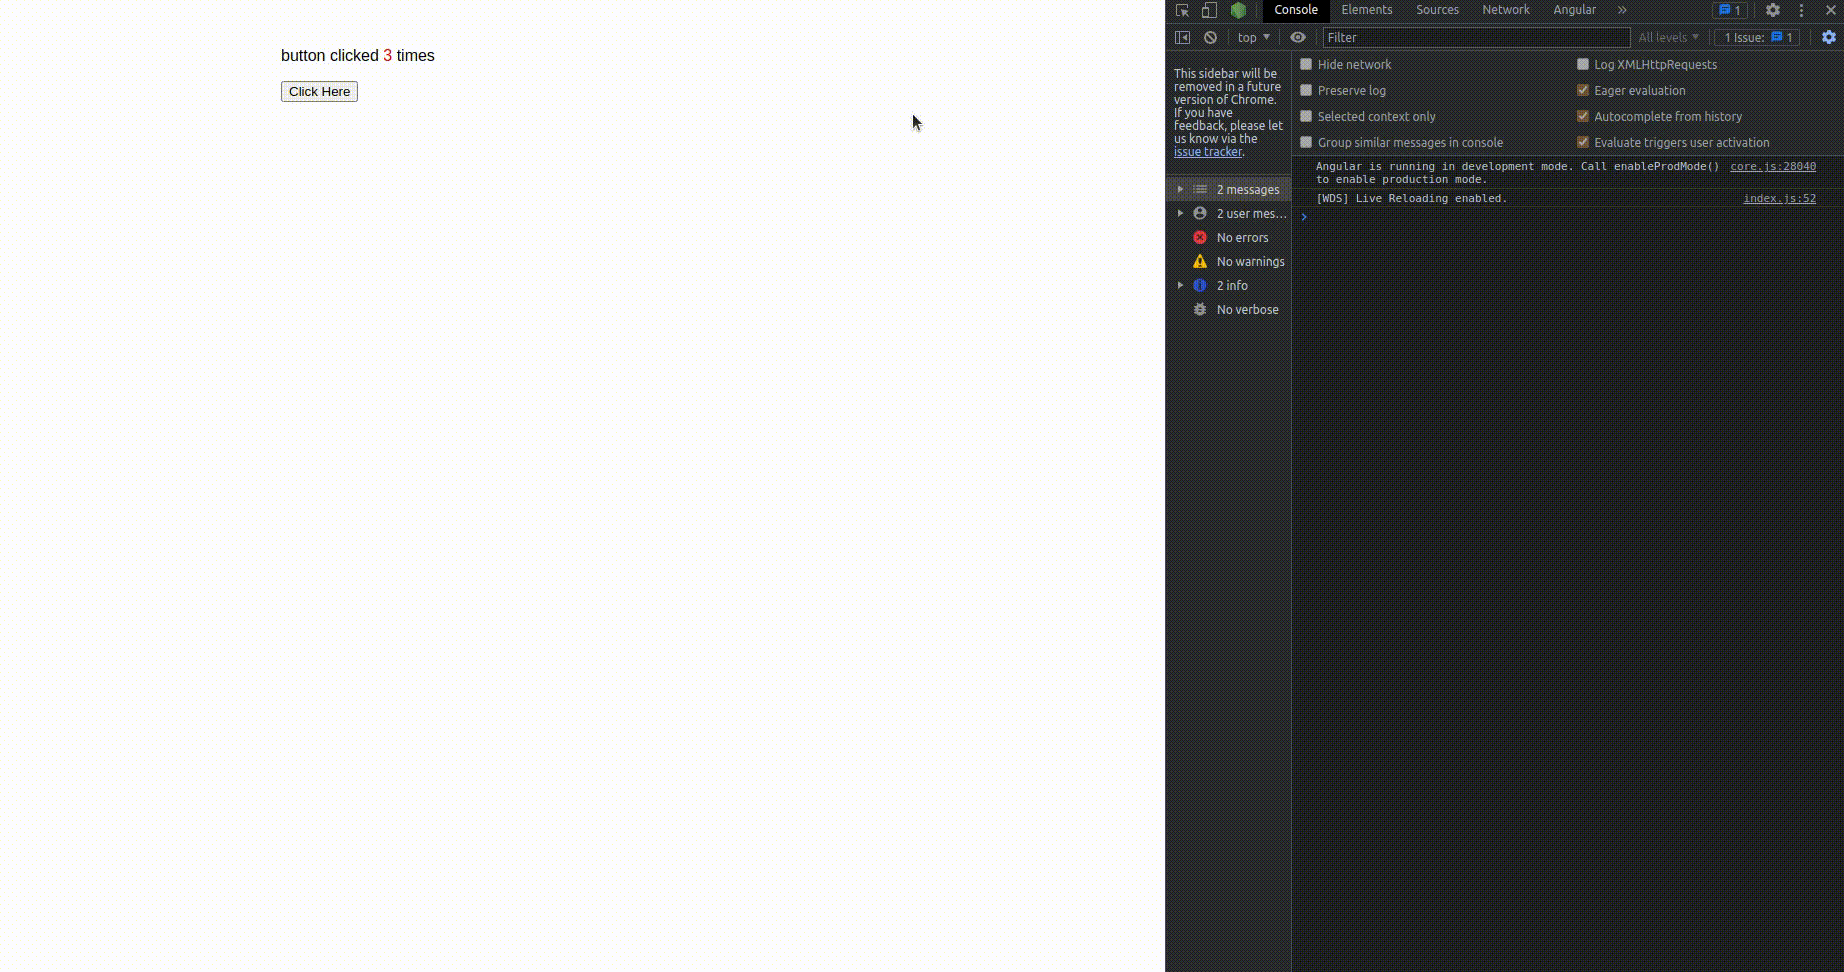 button clicked 3 times
Click Here
Console Elements Sources Network Angular » 1
top Filter All levels 1 Issue: 1
This sidebar will be
removed in a future
version of Chrome.
If you have
feedback, please let
us know via the
issue tracker.
2 messages
2 user mes...
No errors
No warnings
2 info
No verbose
Hide network Log XMLHttpRequests
Preserve log Eager evaluation
Selected context only Autocomplete from history
Group similar messages in console Evaluate triggers user activation
Angular is running in development mode. Call enableProdMode() core.js:28040
to enable production mode.
[WDS] Live Reloading enabled. index.js:52